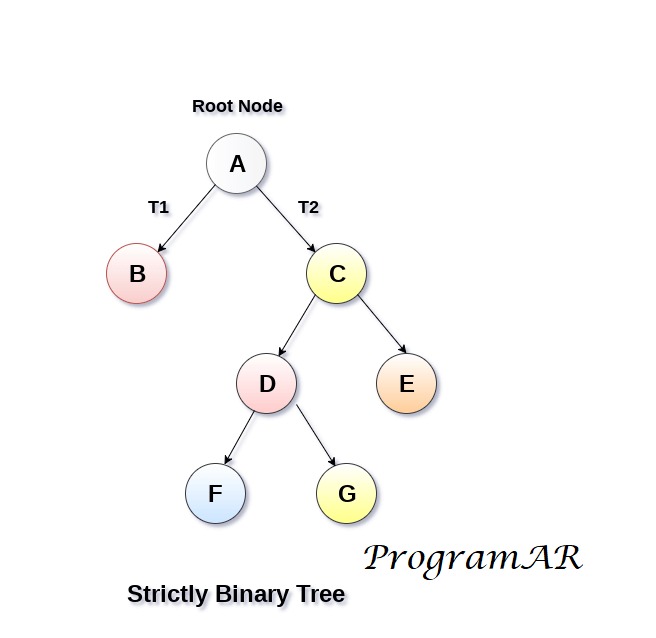 Root Node
A
T1 T2
B C
D E
F G
ProgramAR
Strictly Binary Tree